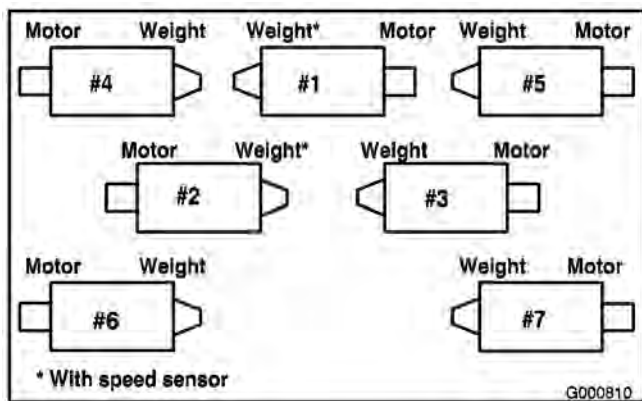 Motor Weight Weight* Motor Weight Motor
#4 #1 #5
Motor Weight* Weight Motor
#2 #3
Motor Weight Weight Motor
#6 #7
* With speed sensor
G000810